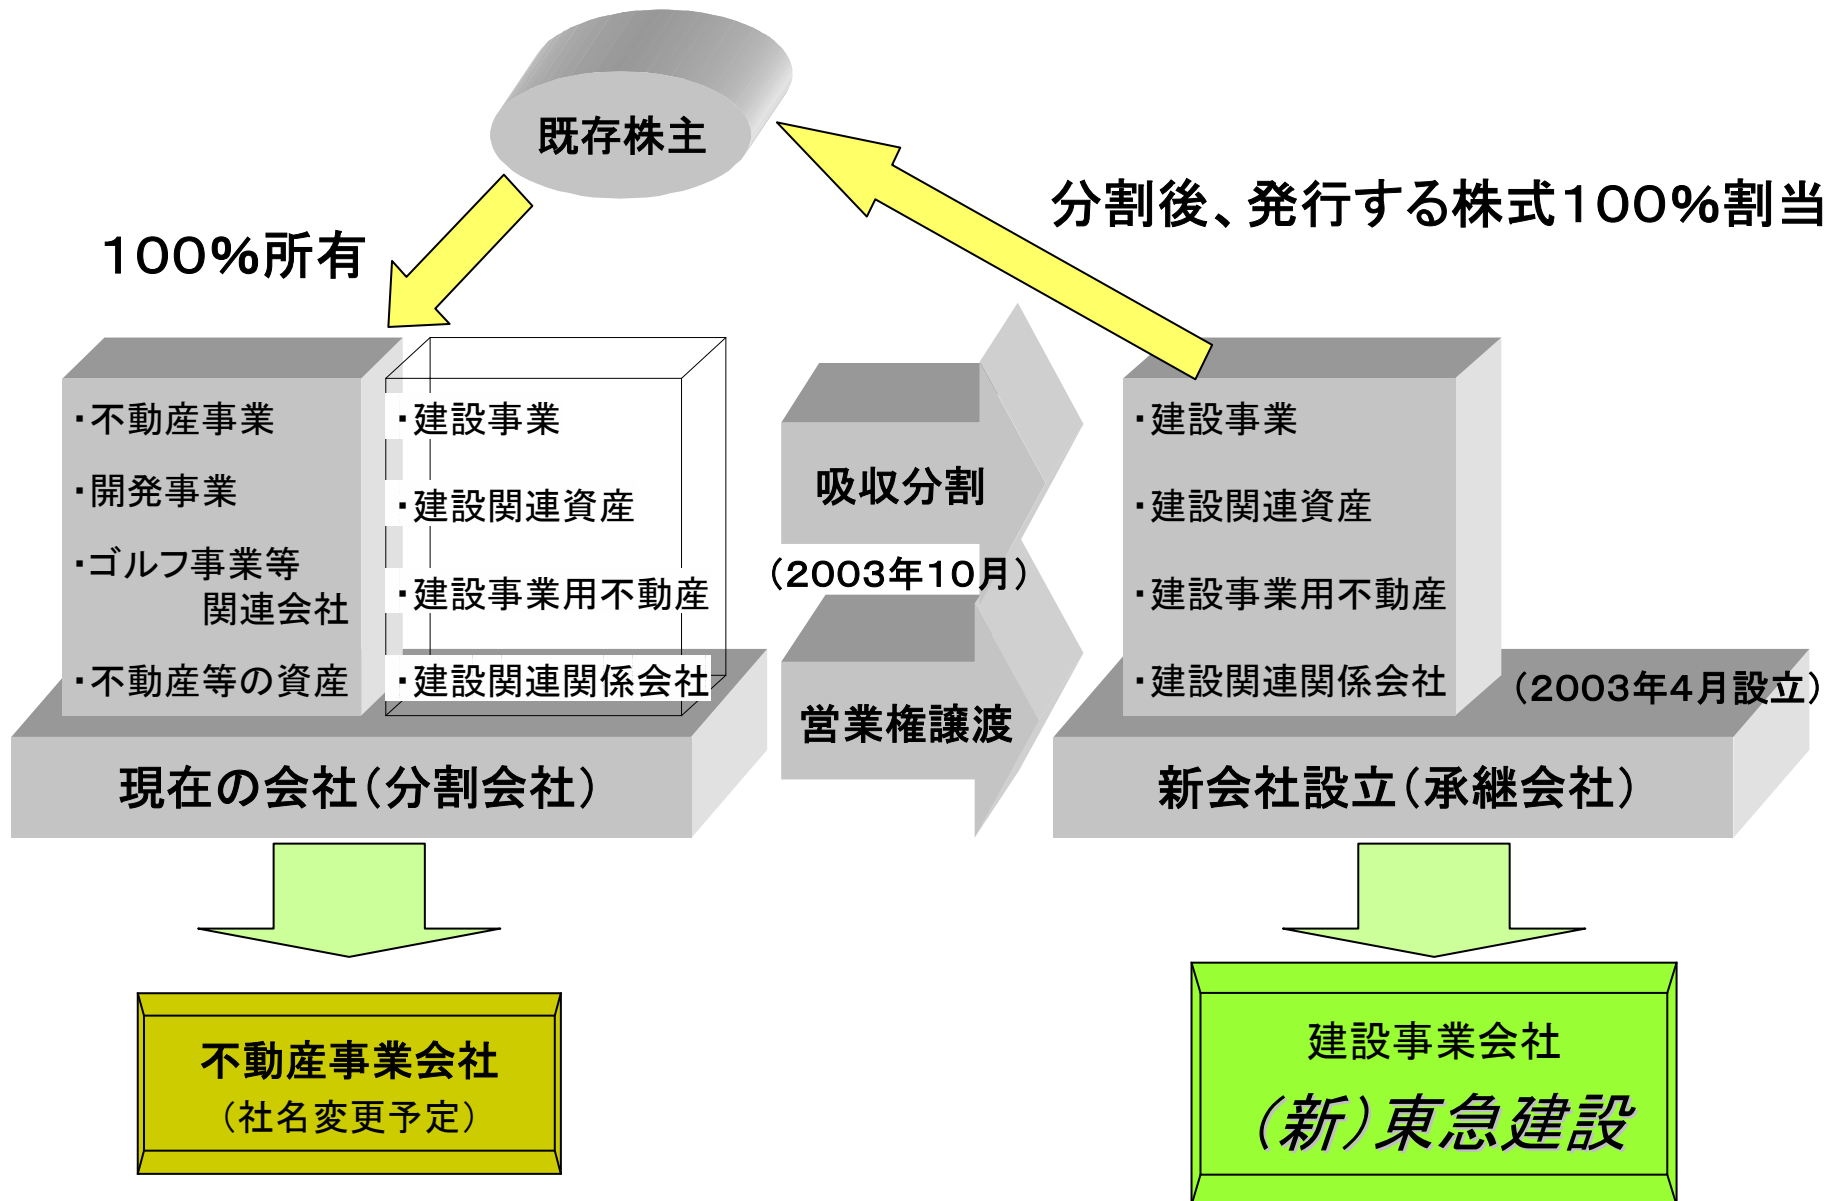 既存株主
分割後、発行する株式100%割当
100%所有
・不動産事業
・開発事業
・ゴルフ事業等
関連会社
・不動産等の資産
・建設事業
・建設関連資産
・建設事業用不動産
・建設関連関係会社
吸収分割
（2003年10月）
営業権譲渡
・建設事業
・建設関連資産
・建設事業用不動産
・建設関連関係会社
（2003年4月設立）
現在の会社（分割会社）
新会社設立（承継会社）
不動産事業会社
（社名変更予定）
建設事業会社
（新）東急建設